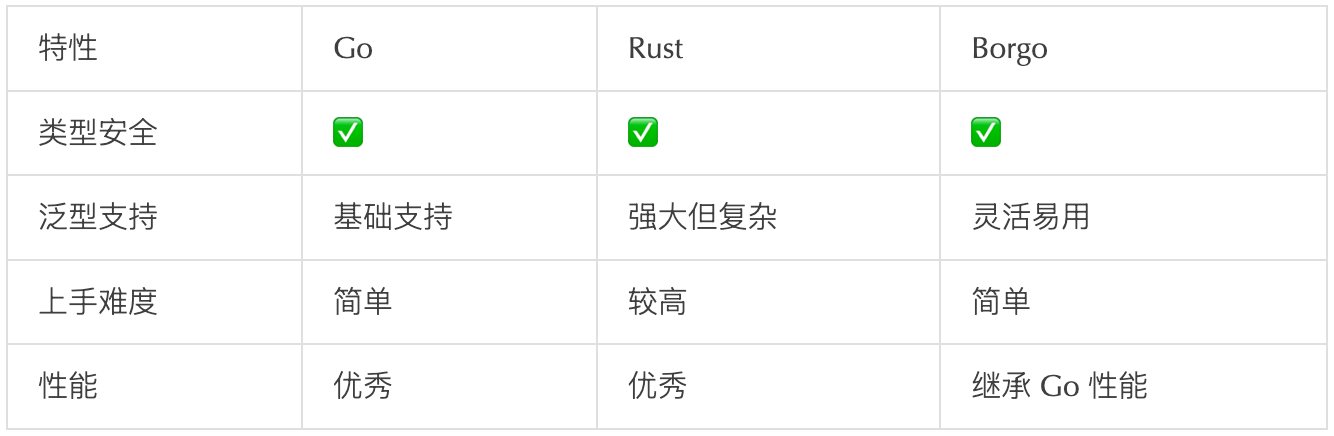 特性 Go Rust Borgo
类型安全 ✅ ✅ ✅
泛型支持 基础支持 强大但复杂 灵活易用
上手难度 简单 较高 简单
性能 优秀 优秀 继承 Go 性能